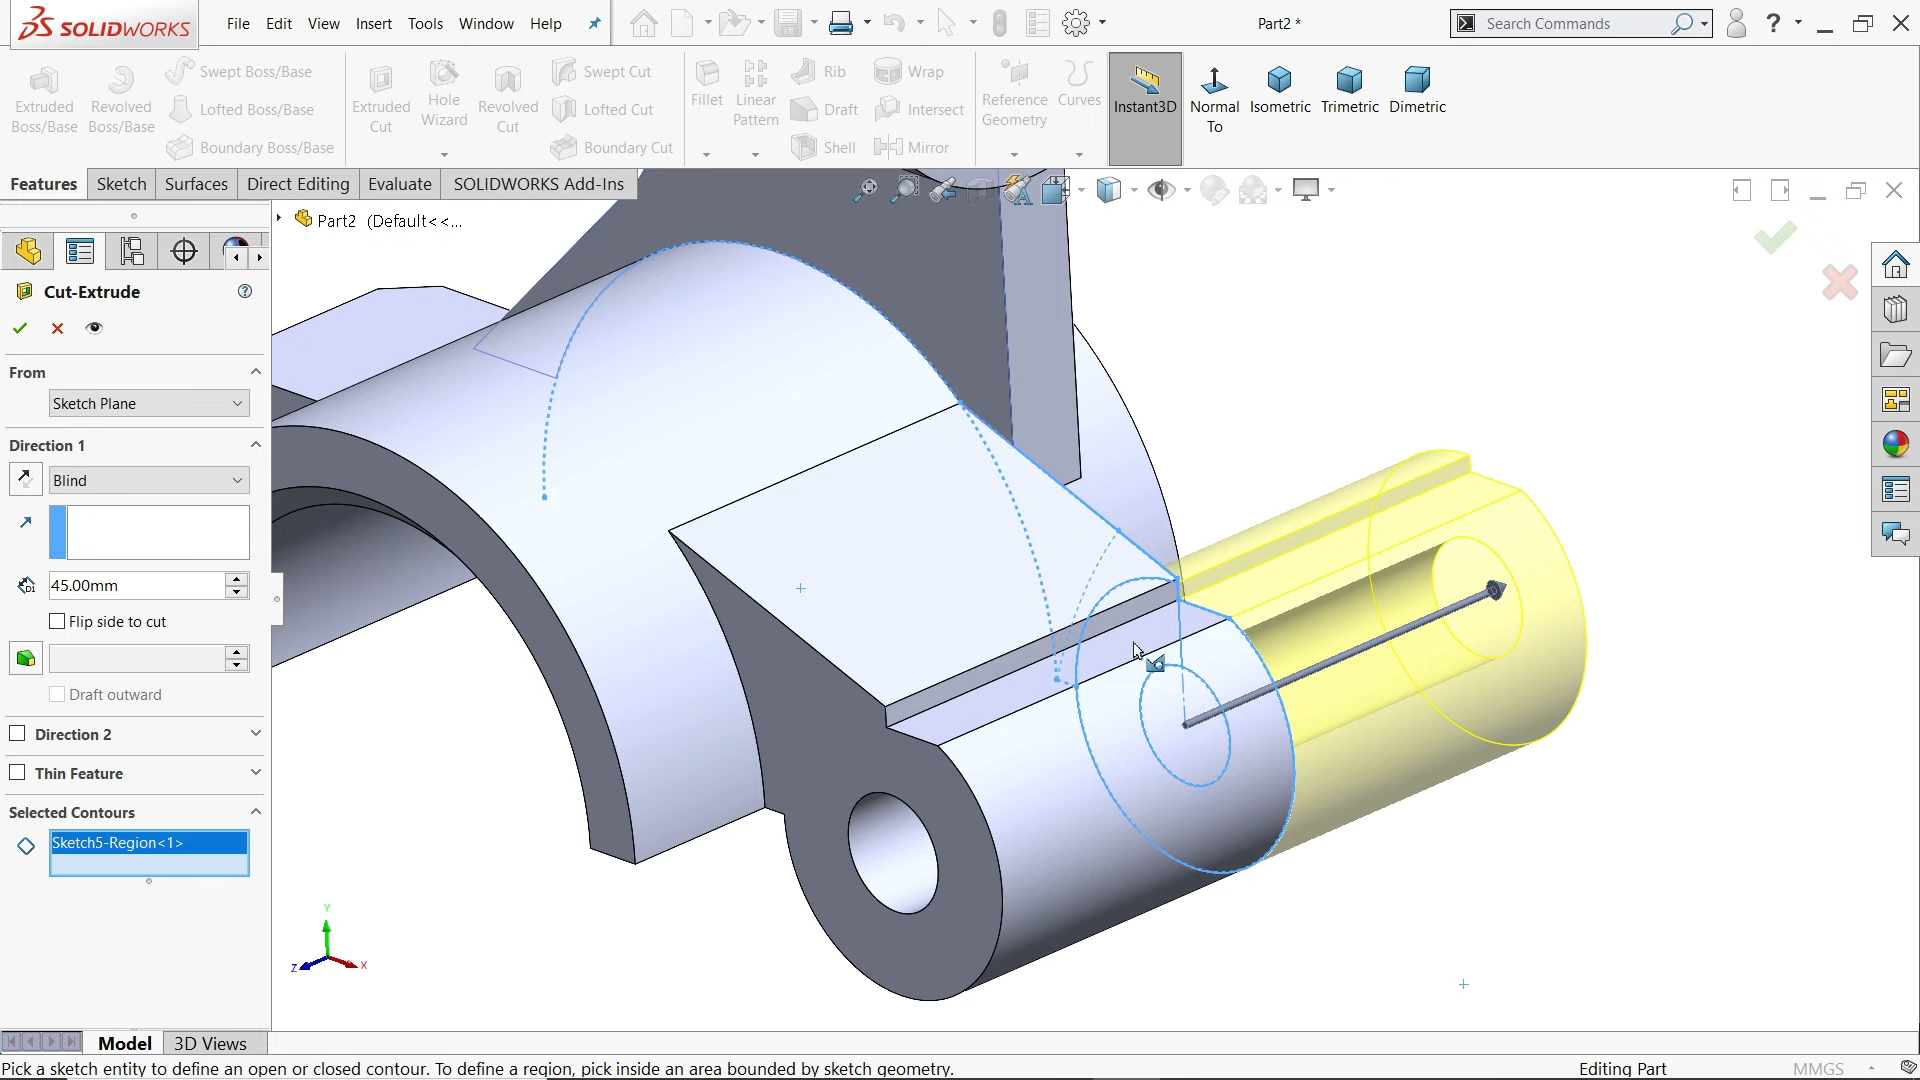 SOLIDWORKS File Edit View Insert Tools Window Help Part2 * Search Commands ?
Extruded Boss/Base
Revolved Boss/Base
Swept Boss/Base
Lofted Boss/Base
Boundary Boss/Base
Extruded Cut
Hole Wizard
Revolved Cut
Swept Cut
Lofted Cut
Boundary Cut
Fillet
Linear Pattern
Rib
Draft
Shell
Wrap
Intersect
Mirror
Reference Geometry
Curves
Instant3D
Normal To
Isometric
Trimetric
Dimetric
Features Sketch Surfaces Direct Editing Evaluate SOLIDWORKS Add-Ins
Part2 (Default<<...
Cut-Extrude
From
Sketch Plane
Direction 1
Blind
45.00mm
Flip side to cut
Draft outward
Direction 2
Thin Feature
Selected Contours
Sketch5-Region<1>
Y
Z X
Model 3D Views
Pick a sketch entity to define an open or closed contour. To define a region, pick inside an area bounded by sketch geometry. Editing Part MMGS